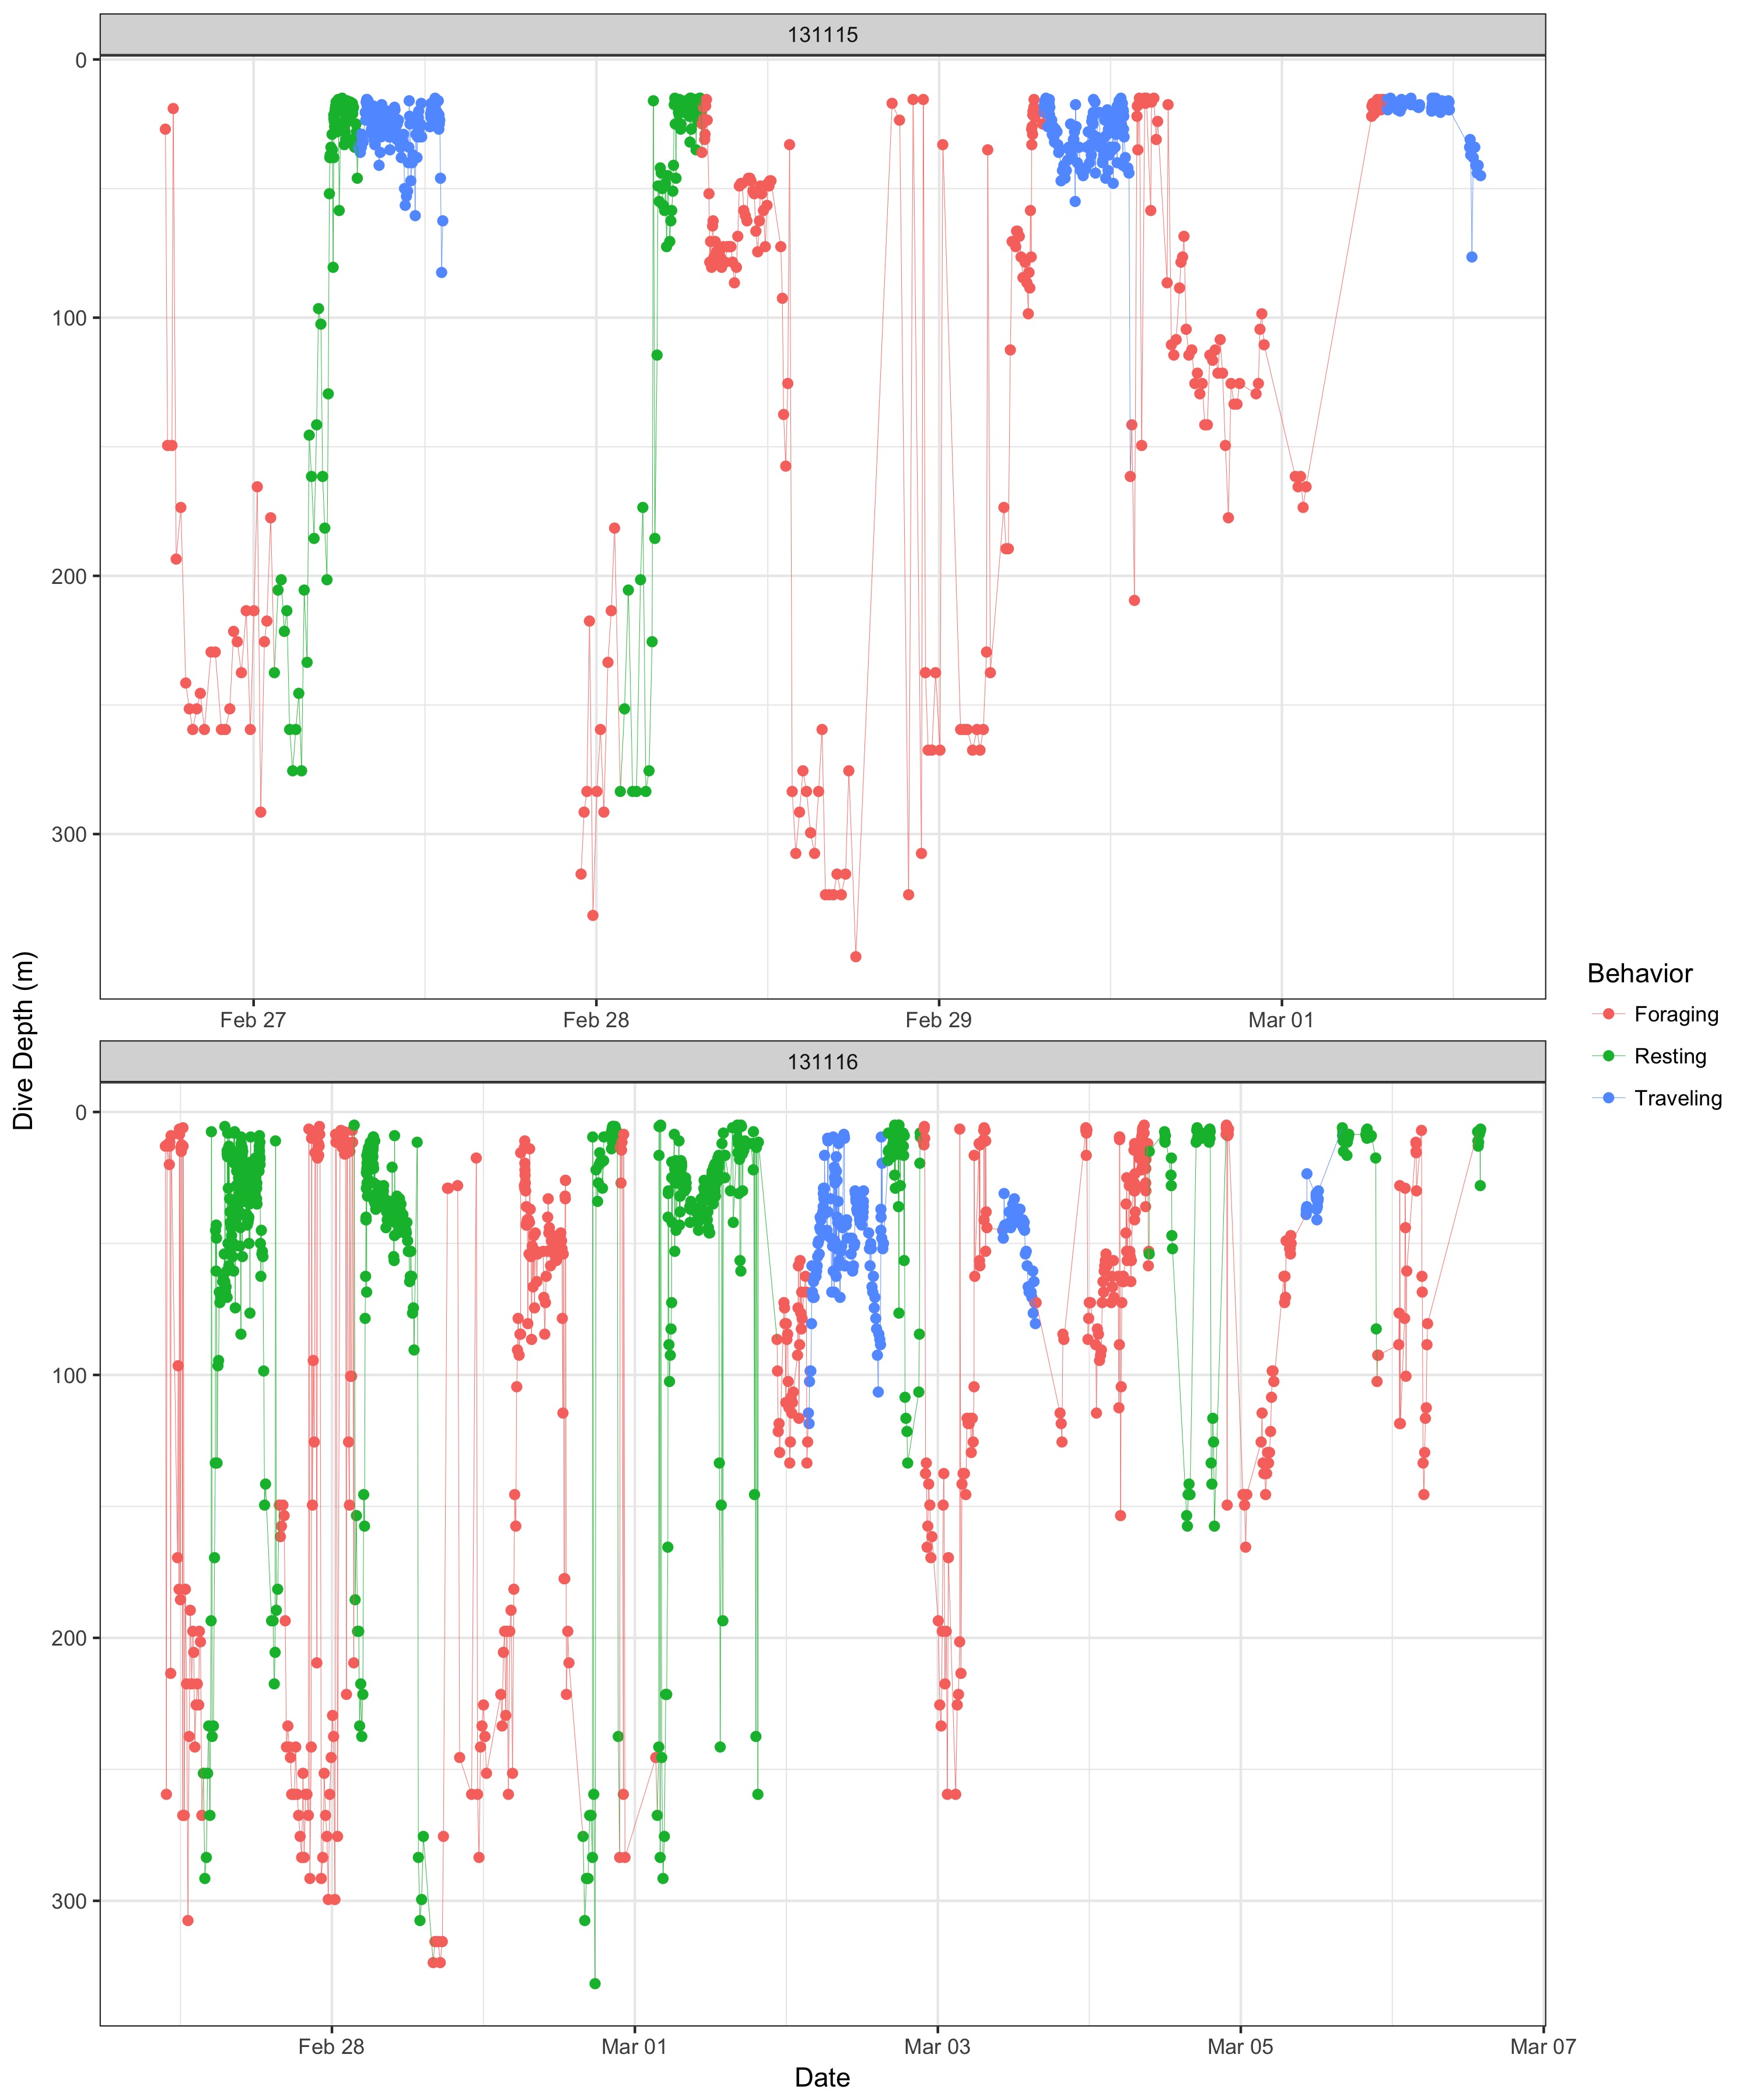 131115
0
100
200
300
Feb 27
Feb 28
Feb 29
Mar 01
Dive Depth (m)
131116
0
100
200
300
Feb 28
Mar 01
Mar 03
Mar 05
Mar 07
Date
Behavior
Foraging
Resting
Traveling